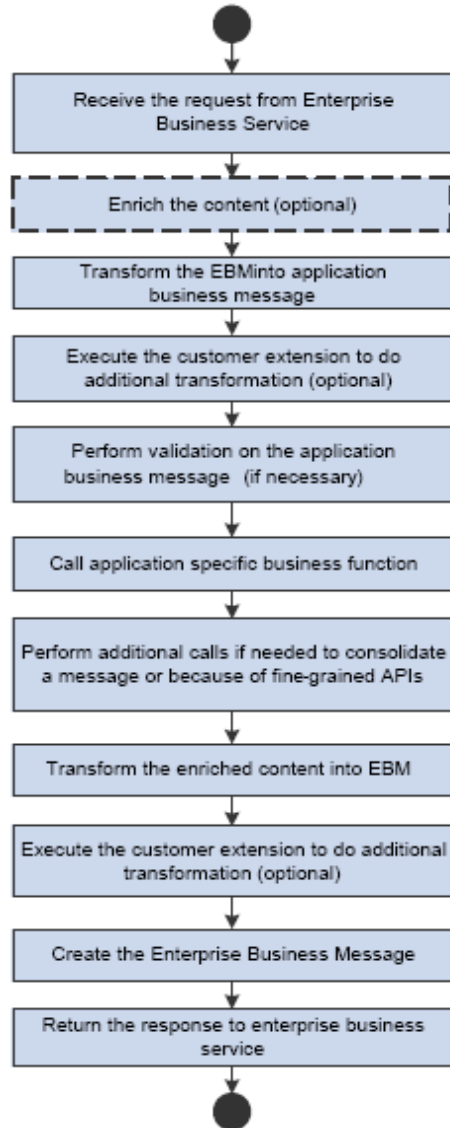 Receive the request from Enterprise
Business Service
Enrich the content (optional)
Transform the EBMinto application
business message
Execute the customer extension to do
additional transformation (optional)
Perform validation on the application
business message (if necessary)
Call application specific business function
Perform additional calls if needed to consolidate
a message or because of fine-grained APIs
Transform the enriched content into EBM
Execute the customer extension to do additional
transformation (optional)
Create the Enterprise Business Message
Return the response to enterprise business
service